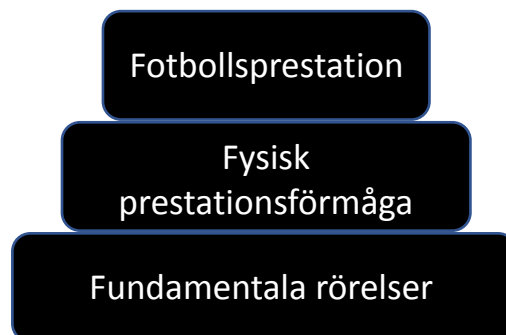 Fotbollsprestation
Fysisk
prestationsförmåga
Fundamentala rörelser